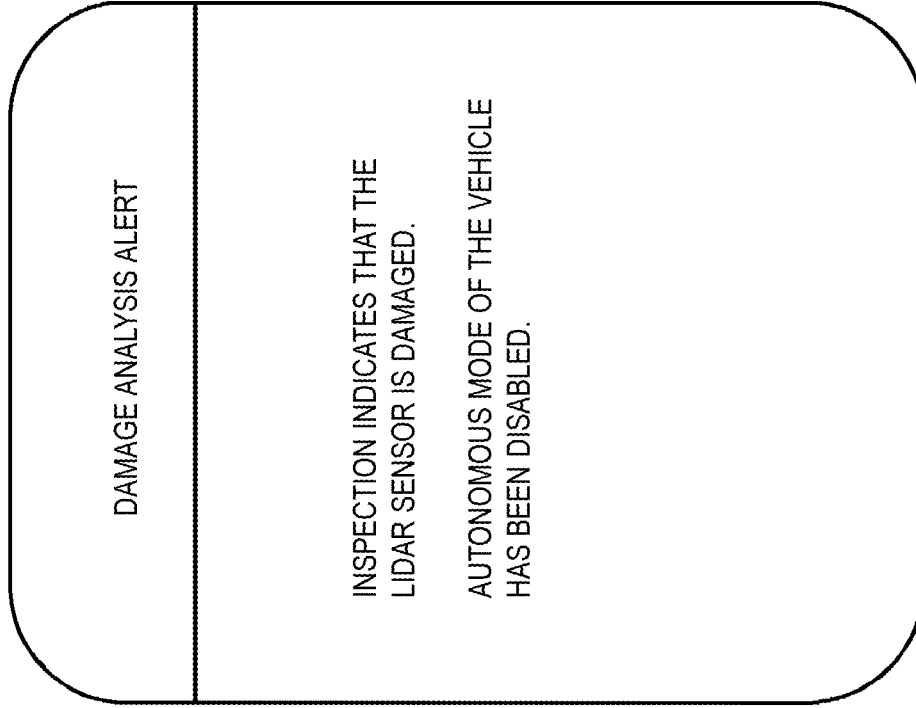 DAMAGE ANALYSIS ALERT
INSPECTION INDICATES THAT THE
LIDAR SENSOR IS DAMAGED.
AUTONOMOUS MODE OF THE VEHICLE
HAS BEEN DISABLED.